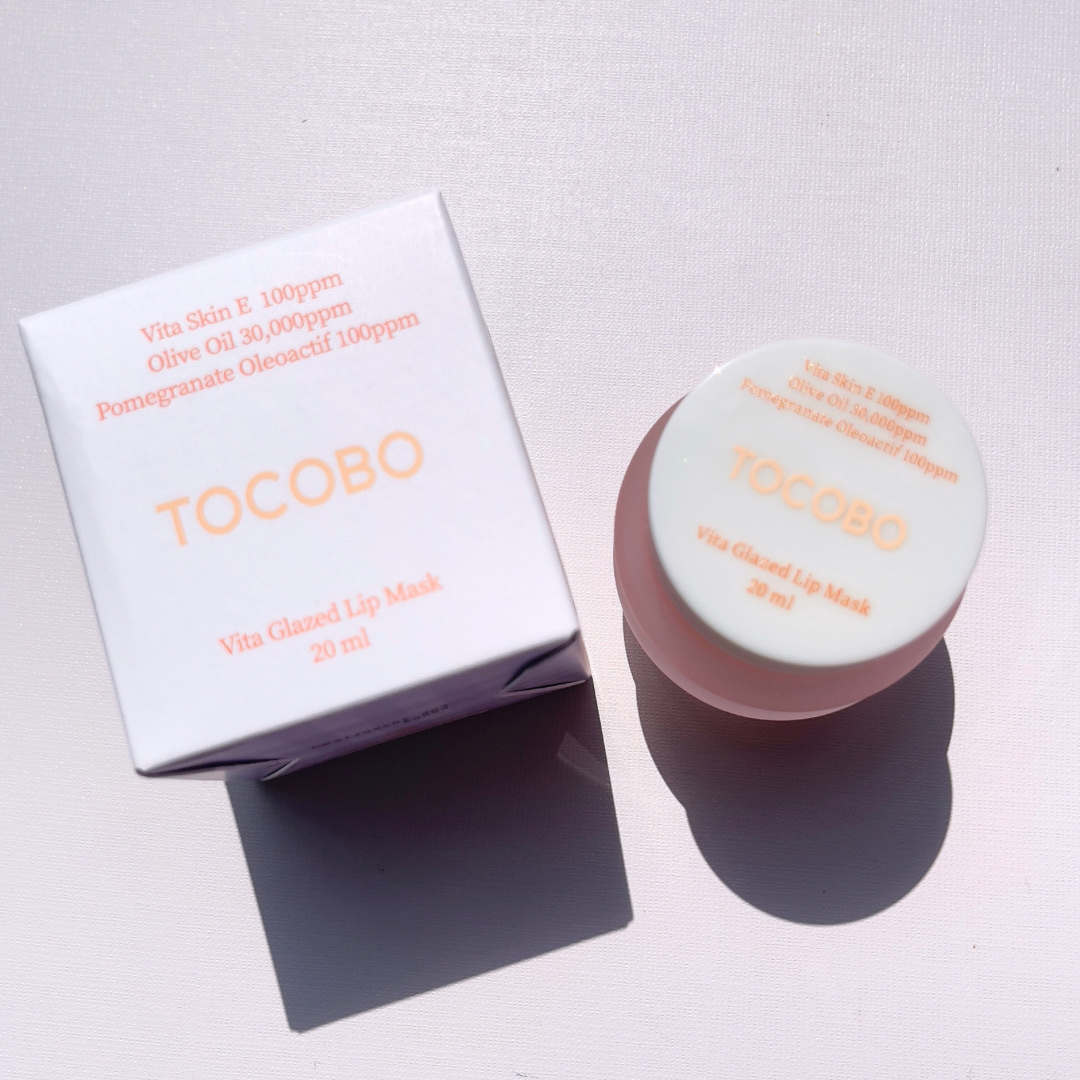 Vita Skin E 100ppm
Olive Oil 30,000ppm
Pomegranate Oleoactif 100ppm
TOCOBO
Vita Glazed Lip Mask
20 ml
Vita Skin E 100ppm
Olive Oil 30,000ppm
Pomegranate Oleoactif 100ppm
TOCOBO
Vita Glazed Lip Mask
20 ml